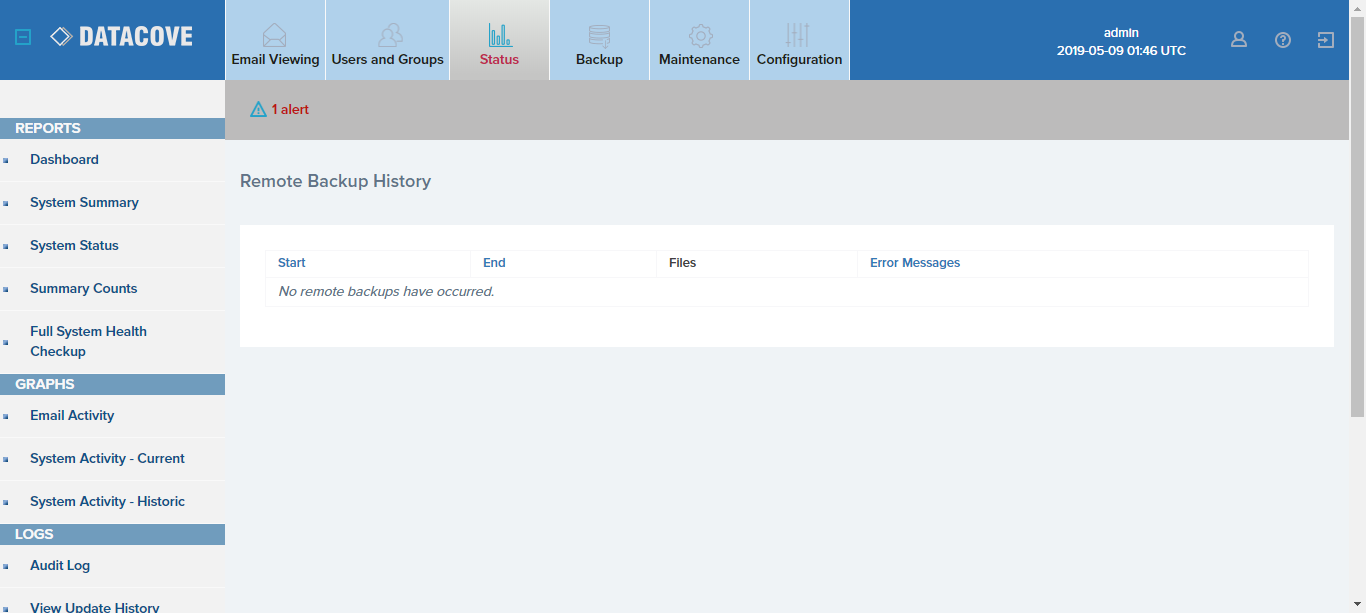 DATACOVE
Email Viewing
Users and Groups
Status
Backup
Maintenance
Configuration
admin
2019-05-09 01:46 UTC
1 alert
REPORTS
Dashboard
System Summary
System Status
Summary Counts
Full System Health
Checkup
GRAPHS
Email Activity
System Activity - Current
System Activity - Historic
LOGS
Audit Log
View Update History
Remote Backup History
Start End Files Error Messages
No remote backups have occurred.